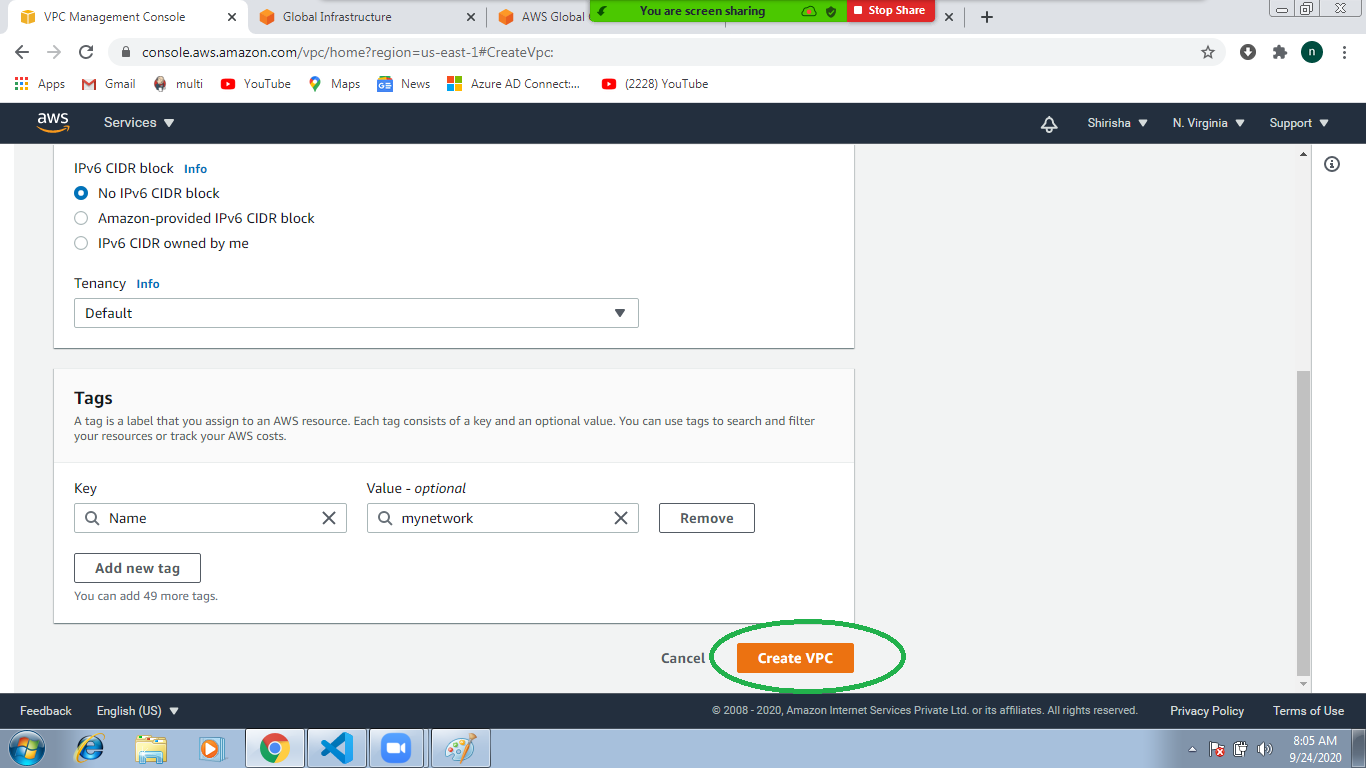 VPC Management Console
Global Infrastructure
AWS Global
You are screen sharing
Stop Share
console.aws.amazon.com/vpc/home?region=us-east-1#CreateVpc:
n
Apps
Gmail
multi
YouTube
Maps
News
Azure AD Connect:...
(2228) YouTube
aws
Services
Shirisha
N. Virginia
Support
IPv6 CIDR block Info
No IPv6 CIDR block
Amazon-provided IPv6 CIDR block
IPv6 CIDR owned by me
Tenancy Info
Default
Tags
A tag is a label that you assign to an AWS resource. Each tag consists of a key and an optional value. You can use tags to search and filter
your resources or track your AWS costs.
Key
Value - optional
Name
mynetwork
Remove
Add new tag
You can add 49 more tags.
Cancel
Create VPC
Feedback
English (US)
© 2008 - 2020, Amazon Internet Services Private Ltd. or its affiliates. All rights reserved.
Privacy Policy
Terms of Use
8:05 AM
9/24/2020